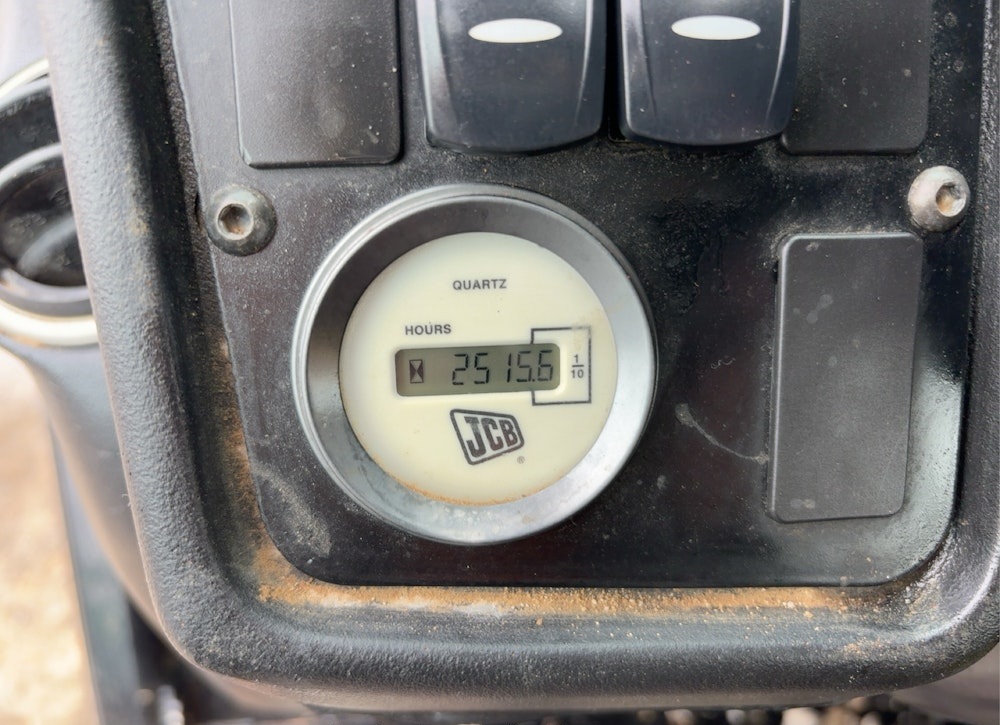 QUARTZ
HOURS
2515.6
1/10
JCB
®